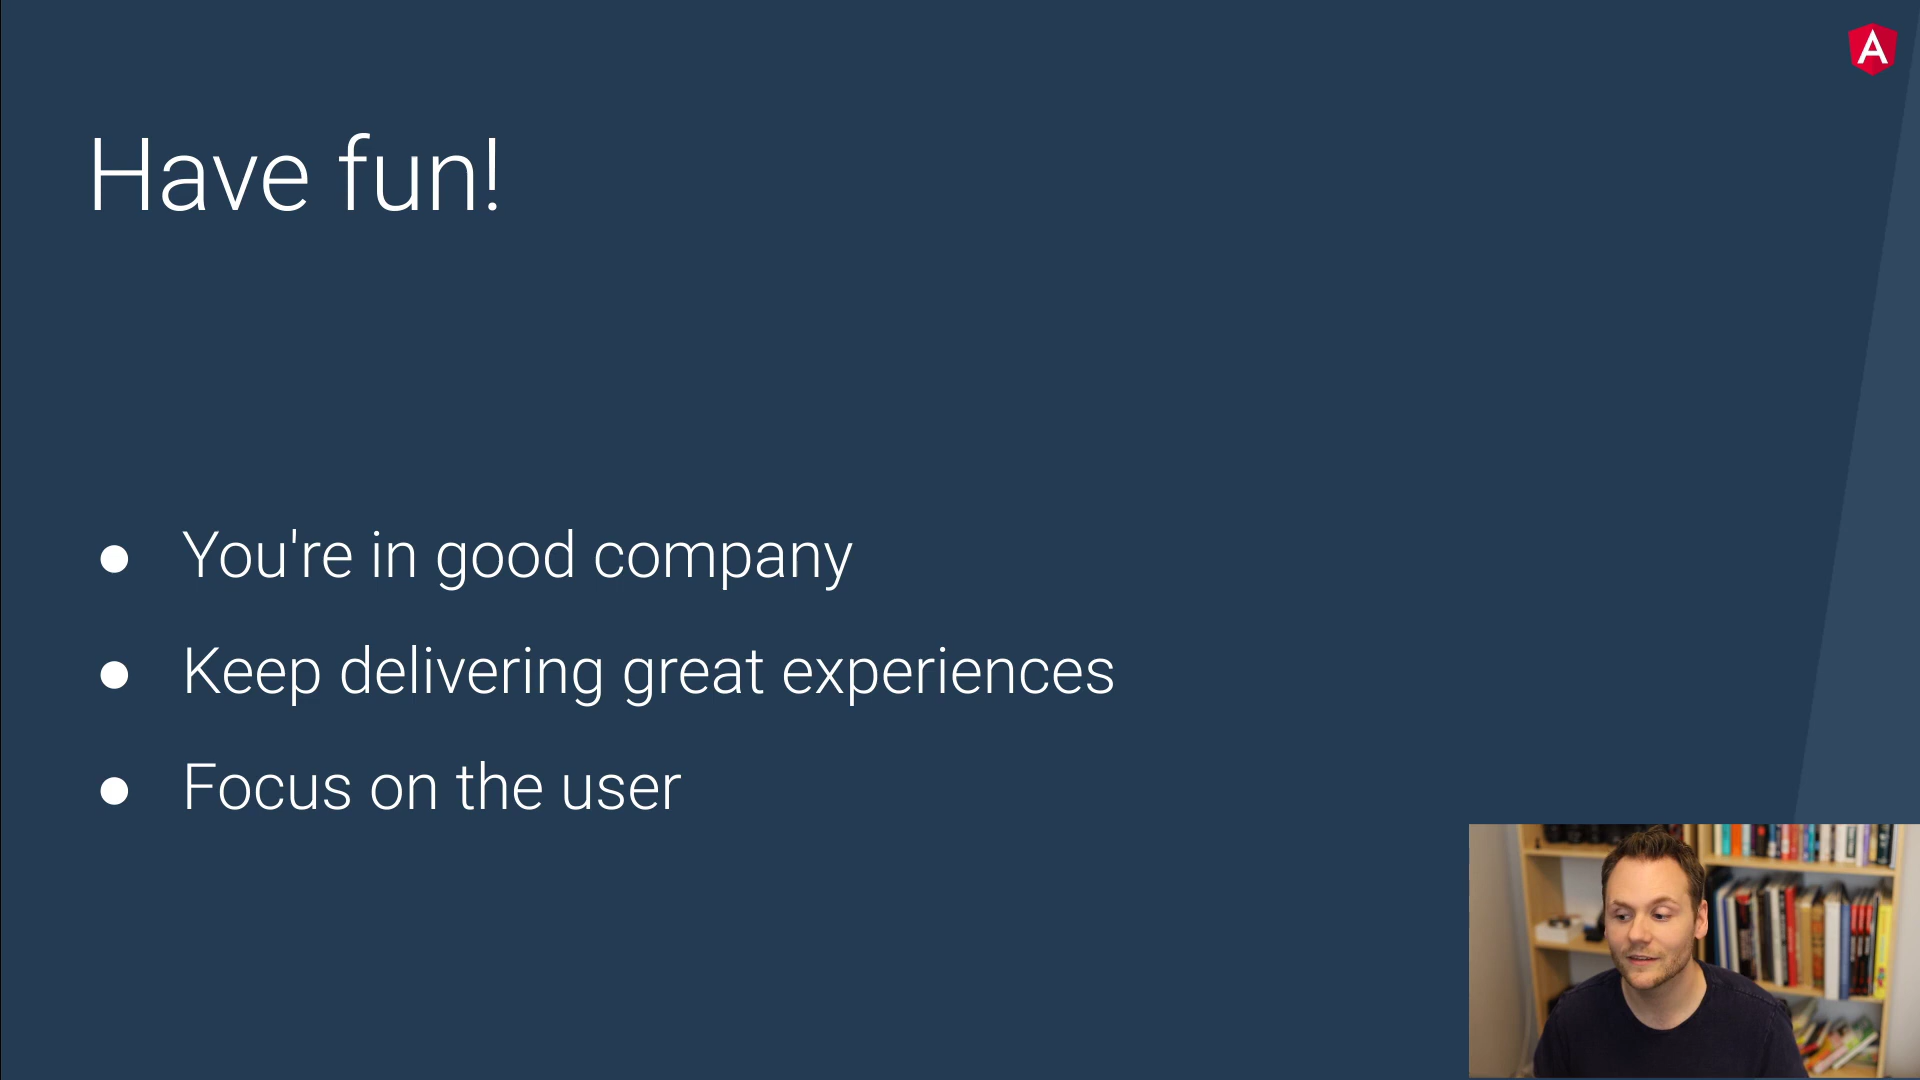 Have fun!
● You're in good company
● Keep delivering great experiences
● Focus on the user